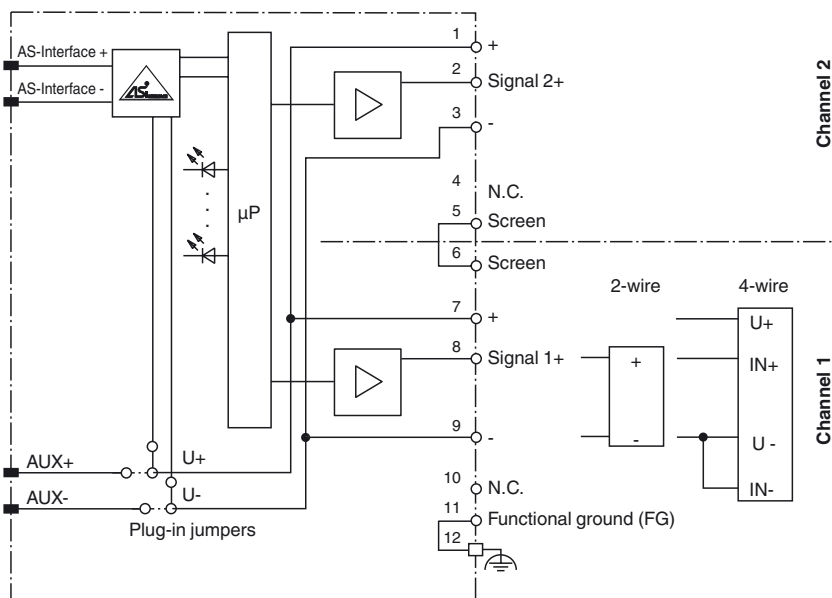 AS-Interface +
AS-Interface -
µP
AUX+
AUX-
U+
U-
Plug-in jumpers
1 +
2 Signal 2+
3 -
4 N.C.
5 Screen
6 Screen
7 +
8 Signal 1+
9 -
10 N.C.
11 Functional ground (FG)
12
Channel 2
2-wire
+
-
4-wire
U+
IN+
U -
IN-
Channel 1